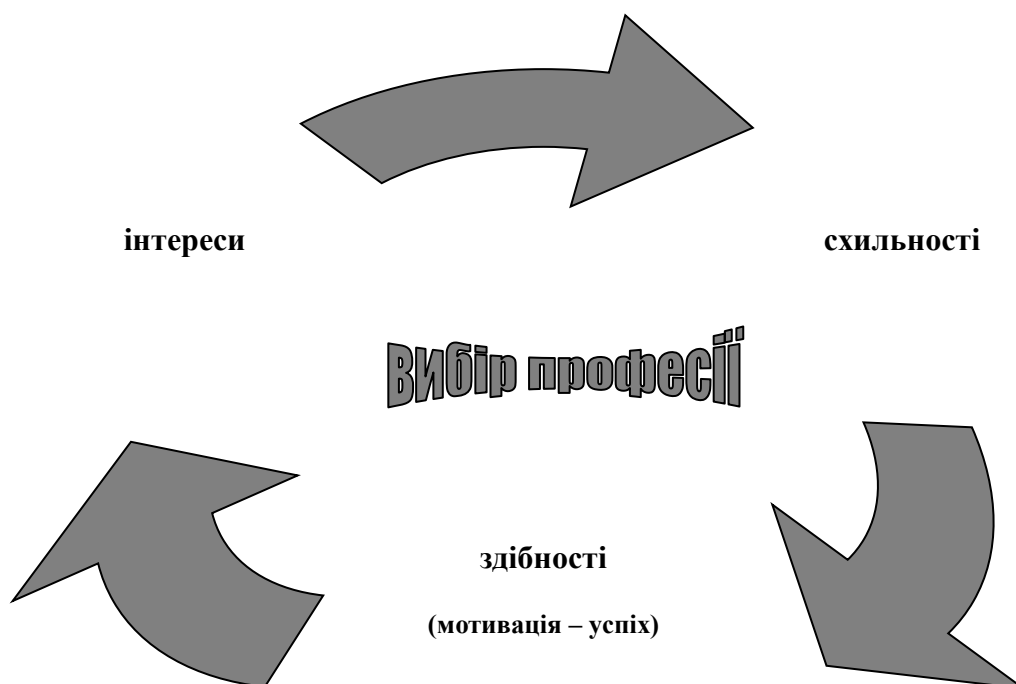 інтереси
схильності
вибір професії
здібності
(мотивація – успіх)